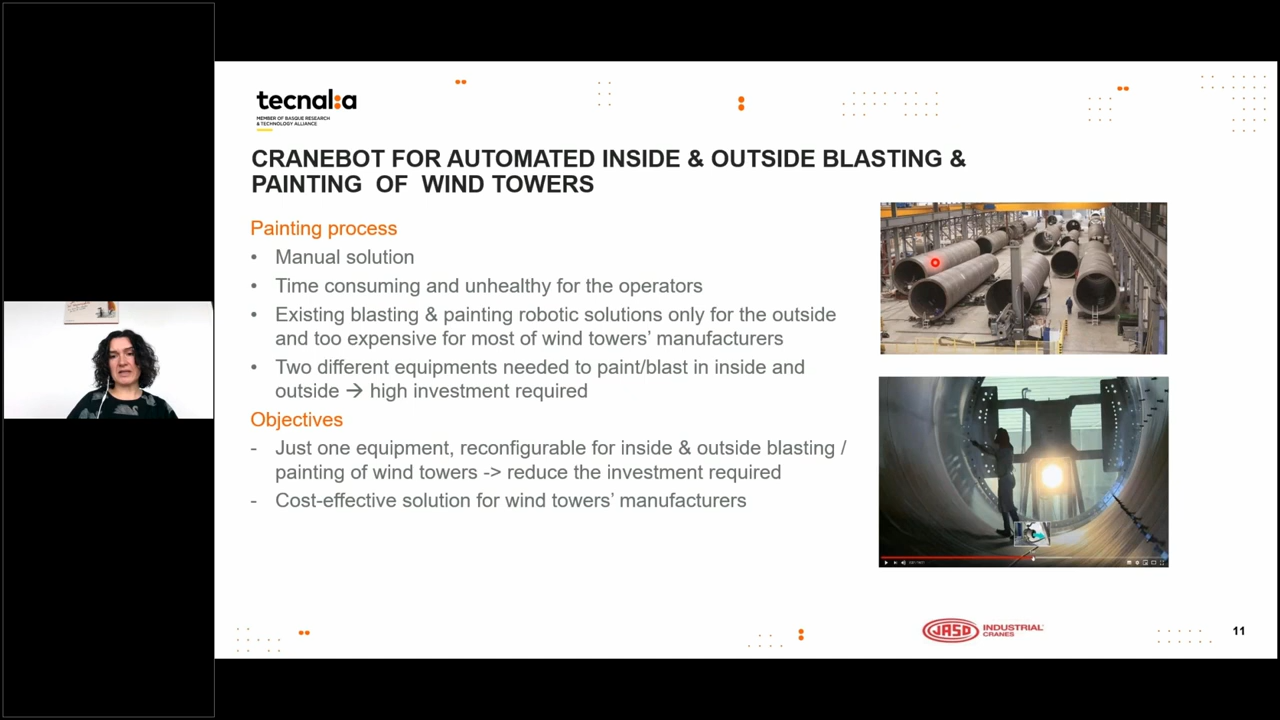 tecnalia
MEMBER OF BASQUE RESEARCH
& TECHNOLOGY ALLIANCE
CRANEBOT FOR AUTOMATED INSIDE & OUTSIDE BLASTING &
PAINTING OF WIND TOWERS
Painting process
• Manual solution
• Time consuming and unhealthy for the operators
• Existing blasting & painting robotic solutions only for the outside
and too expensive for most of wind towers’ manufacturers
• Two different equipments needed to paint/blast in inside and
outside → high investment required
Objectives
- Just one equipment, reconfigurable for inside & outside blasting /
painting of wind towers -> reduce the investment required
- Cost-effective solution for wind towers’ manufacturers
JASO INDUSTRIAL
CRANES
11